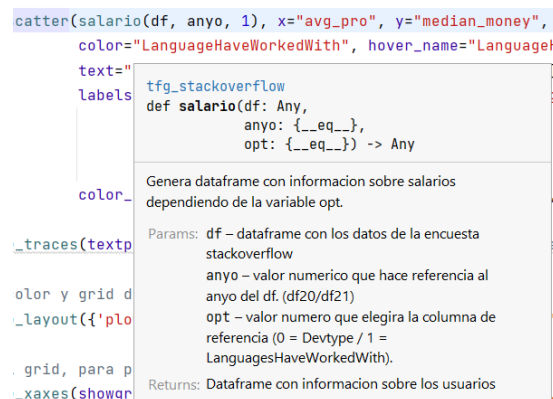 catter(salario(df, anyo, 1), x="avg_pro", y="median_money",
color="LanguageHaveWorkedWith", hover_name="Language
text="
labels
tfg_stackoverflow
def salario(df: Any,
anyo: {__eq__},
opt: {__eq__}) -> Any
Genera dataframe con informacion sobre salarios
dependiendo de la variable opt.
color_
Params: df – dataframe con los datos de la encuesta
stackoverflow
_traces(textp
anyo – valor numerico que hace referencia al
anyo del df. (df20/df21)
olor y grid d
opt – valor numero que elegira la columna de
_layout({'plo
referencia (0 = Devtype / 1 =
LanguagesHaveWorkedWith).
grid, para p
Returns: Dataframe con informacion sobre los usuarios
_xaxes(showgr